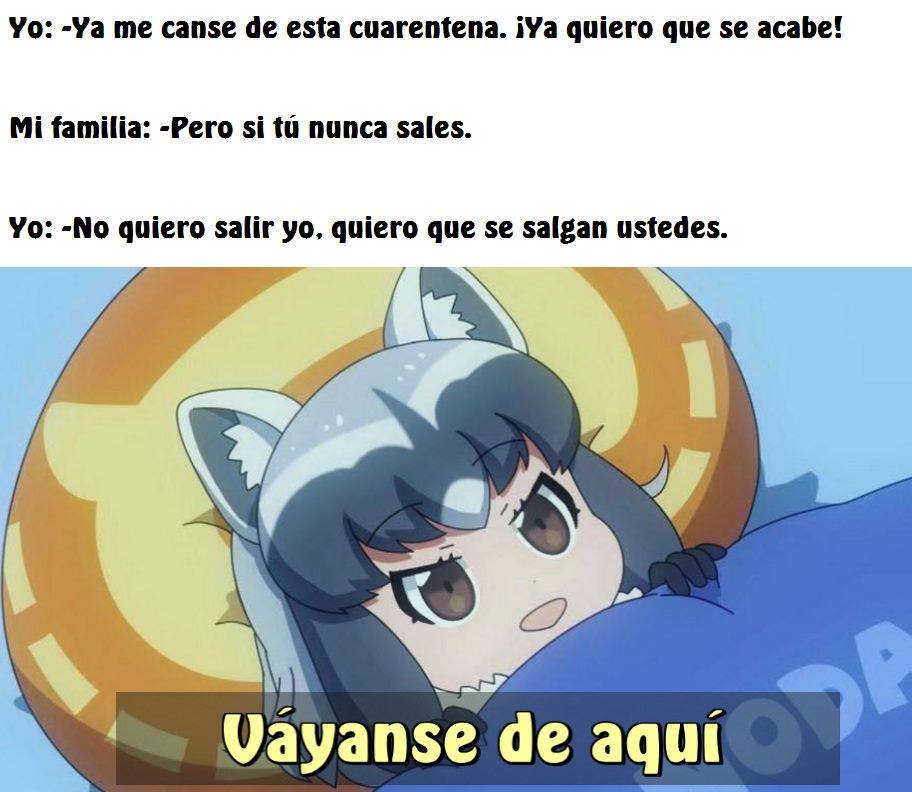 Yo: -Ya me canse de esta cuarentena. ¡Ya quiero que se acabe!
Mi familia: -Pero si tú nunca sales.
Yo: -No quiero salir yo, quiero que se salgan ustedes.
NODA
Váyanse de aquí